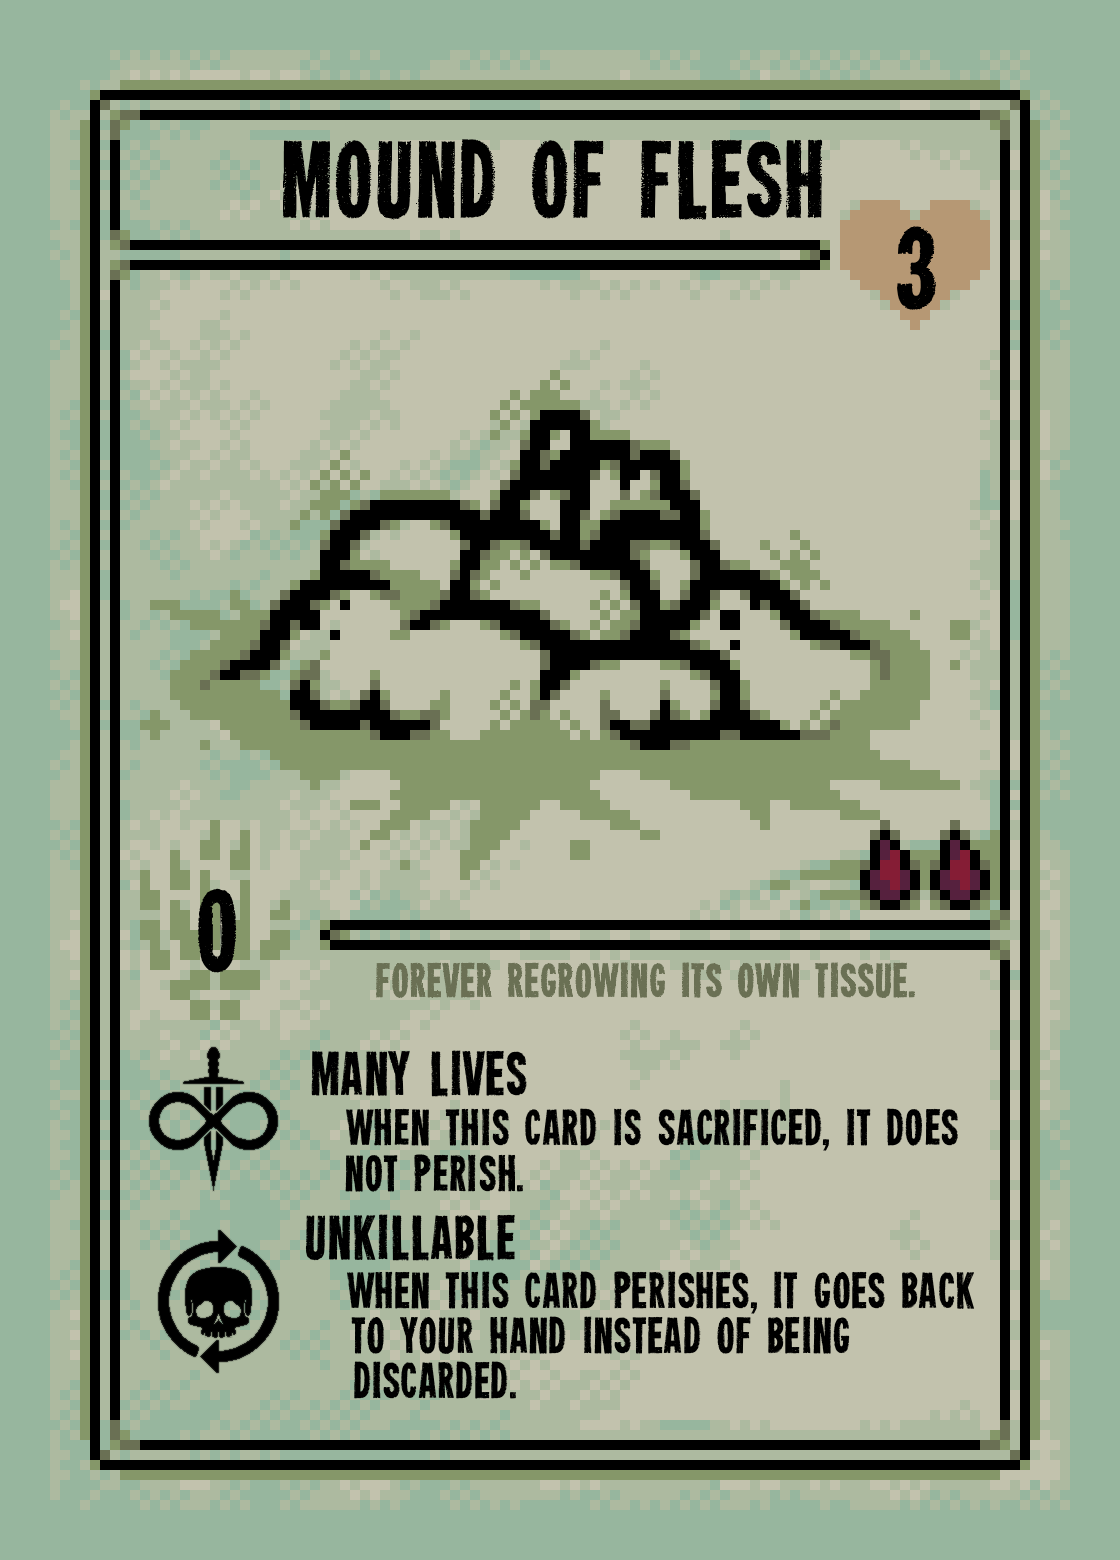 MOUND OF FLESH
3
0
FOREVER REGROWING ITS OWN TISSUE.
MANY LIVES
WHEN THIS CARD IS SACRIFICED, IT DOES
NOT PERISH.
UNKILLABLE
WHEN THIS CARD PERISHES, IT GOES BACK
TO YOUR HAND INSTEAD OF BEING
DISCARDED.